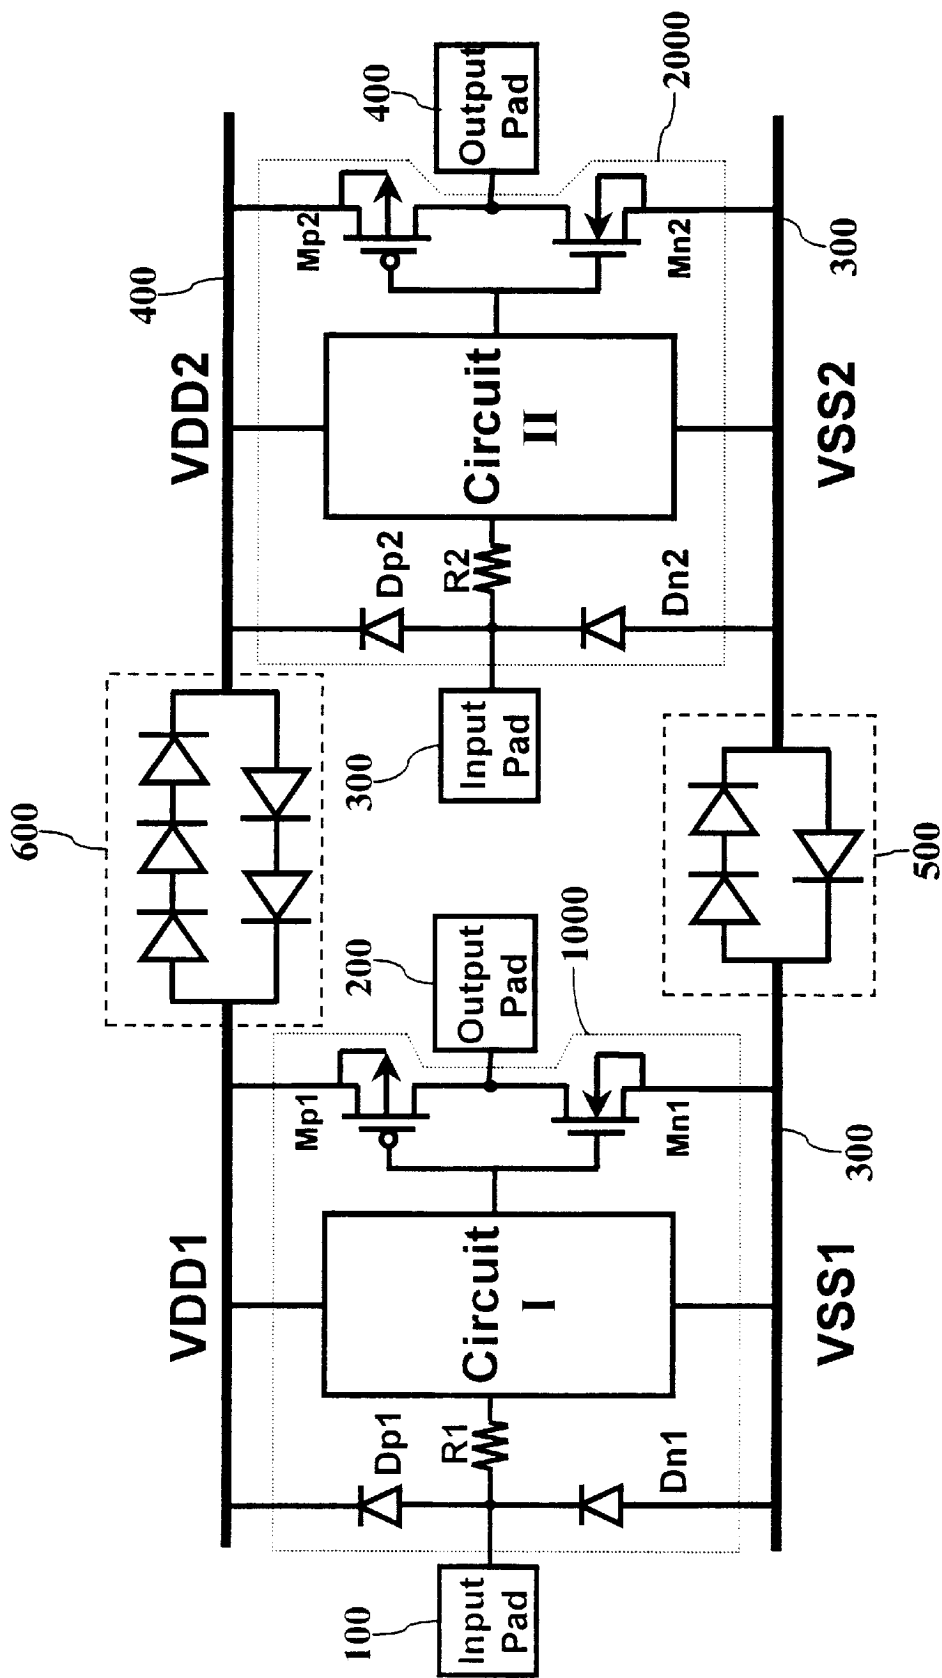 600
VDD1
VDD2
400
Mp1
200
Mp2
400
Dp1
300
Dp2
100
Input
Pad
R1
Circuit
I
Output
Pad
Input
Pad
R2
Circuit
II
Output
Pad
Dn1
Mn1
1000
Dn2
Mn2
2000
VSS1
300
500
VSS2
300